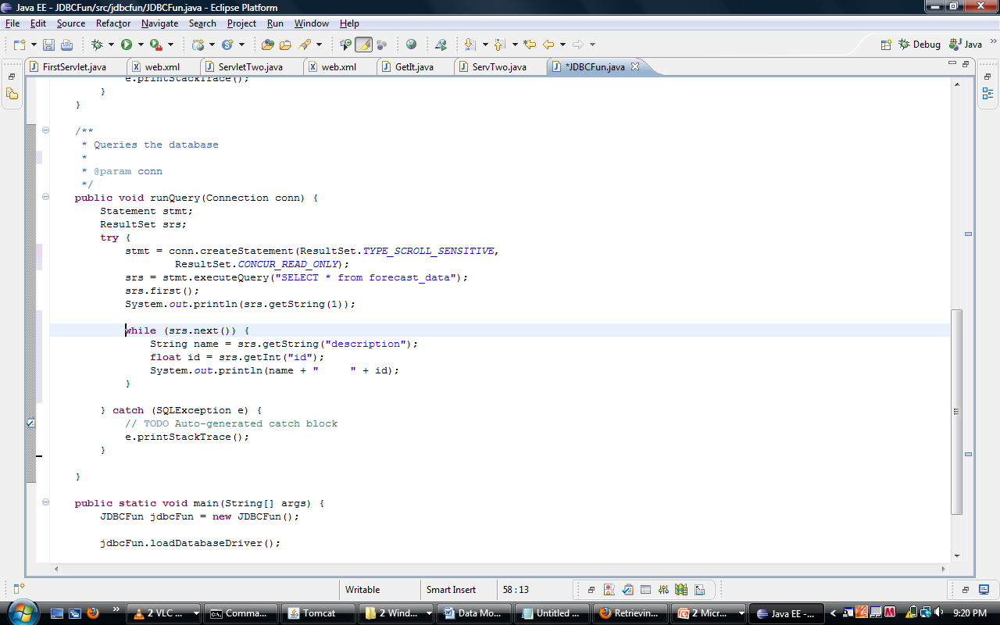 Java EE - JDBCFun/src/jdbcfun/JDBCFun.java - Eclipse Platform
File Edit Source Refactor Navigate Search Project Run Window Help
Debug Java
FirstServlet.java web.xml ServletTwo.java web.xml GetIt.java ServTwo.java *JDBCFun.java
e.printStackTrace();
}
}
/**
* Queries the database
*
* @param conn
*/
public void runQuery(Connection conn) {
Statement stmt;
ResultSet srs;
try {
stmt = conn.createStatement(ResultSet.TYPE_SCROLL_SENSITIVE,
ResultSet.CONCUR_READ_ONLY);
srs = stmt.executeQuery("SELECT * from forecast_data");
srs.first();
System.out.println(srs.getString(1));
while (srs.next()) {
String name = srs.getString("description");
float id = srs.getInt("id");
System.out.println(name + "     " + id);
}
} catch (SQLException e) {
// TODO Auto-generated catch block
e.printStackTrace();
}
}
public static void main(String[] args) {
JDBCFun jdbcFun = new JDBCFun();
jdbcFun.loadDatabaseDriver();
Writable Smart Insert 58 : 13
2 VLC ... Comma... Tomcat 2 Wind... Data Mo... Untitled ... Retrievin... 2 Micr... Java EE -... 9:20 PM